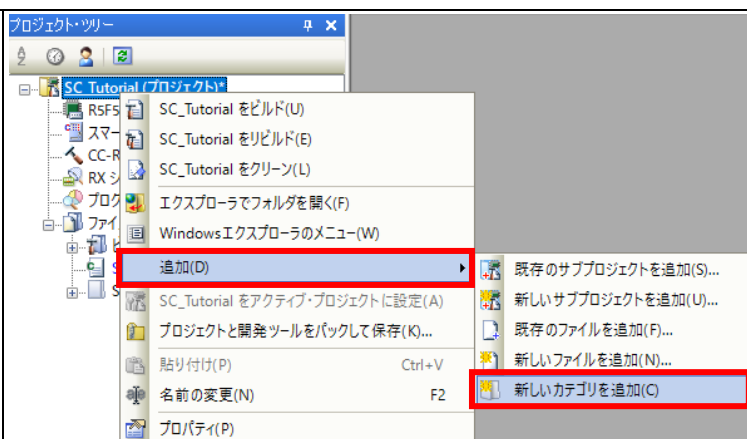 プロジェクト・ツリー
SC_Tutorial (プロジェクト)*
R5F5
スマー
CC-R
RX シ
プログ
ファイ
SC_Tutorial をビルド(U)
SC_Tutorial をリビルド(E)
SC_Tutorial をクリーン(L)
エクスプローラでフォルダを開く(F)
Windowsエクスプローラのメニュー(W)
追加(D)
SC_Tutorial をアクティブ・プロジェクトに設定(A)
プロジェクトと開発ツールをパックして保存(K)...
貼り付け(P) Ctrl+V
名前の変更(N) F2
プロパティ(P)
既存のサブプロジェクトを追加(S)...
新しいサブプロジェクトを追加(U)...
既存のファイルを追加(F)...
新しいファイルを追加(N)...
新しいカテゴリを追加(C)